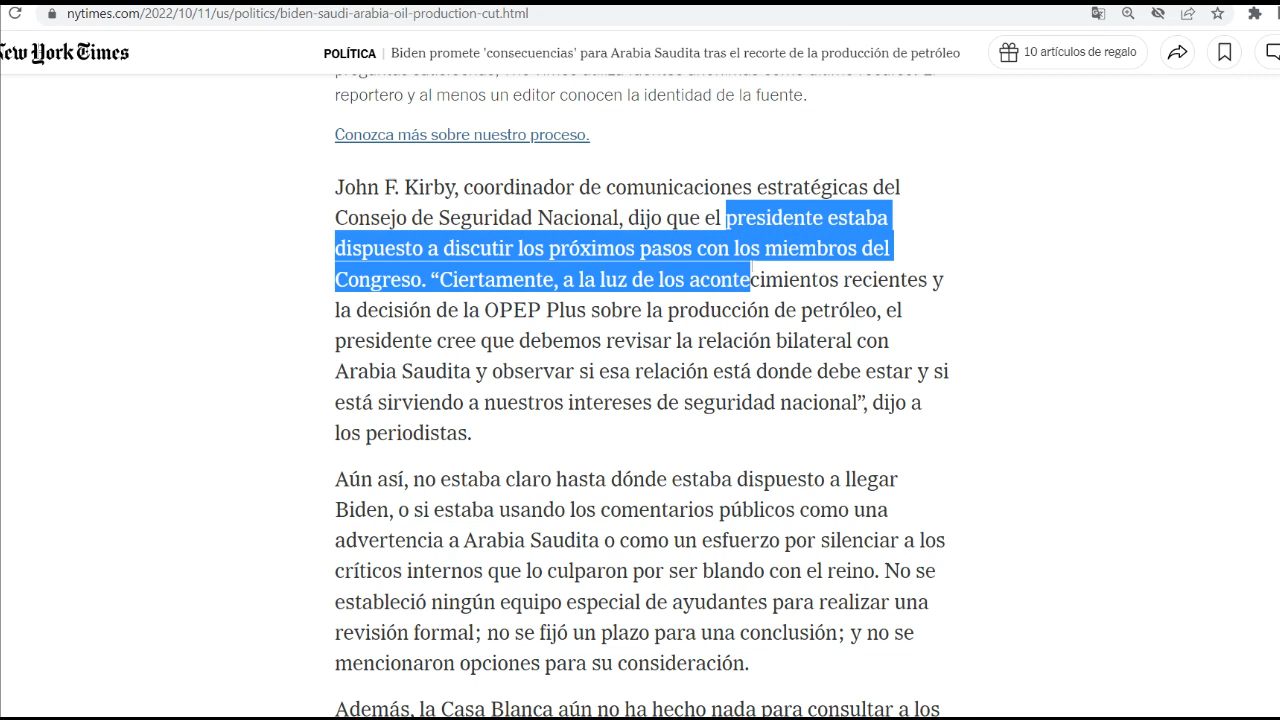 nytimes.com/2022/10/11/us/politics/biden-saudi-arabia-oil-production-cut.html
New York Times
POLÍTICA | Biden promete 'consecuencias' para Arabia Saudita tras el recorte de la producción de petróleo
10 artículos de regalo
reportero y al menos un editor conocen la identidad de la fuente.
Conozca más sobre nuestro proceso.
John F. Kirby, coordinador de comunicaciones estratégicas del
Consejo de Seguridad Nacional, dijo que el presidente estaba
dispuesto a discutir los próximos pasos con los miembros del
Congreso. “Ciertamente, a la luz de los acontecimientos recientes y
la decisión de la OPEP Plus sobre la producción de petróleo, el
presidente cree que debemos revisar la relación bilateral con
Arabia Saudita y observar si esa relación está donde debe estar y si
está sirviendo a nuestros intereses de seguridad nacional”, dijo a
los periodistas.
Aún así, no estaba claro hasta dónde estaba dispuesto a llegar
Biden, o si estaba usando los comentarios públicos como una
advertencia a Arabia Saudita o como un esfuerzo por silenciar a los
críticos internos que lo culparon por ser blando con el reino. No se
estableció ningún equipo especial de ayudantes para realizar una
revisión formal; no se fijó un plazo para una conclusión; y no se
mencionaron opciones para su consideración.
Además, la Casa Blanca aún no ha hecho nada para consultar a los